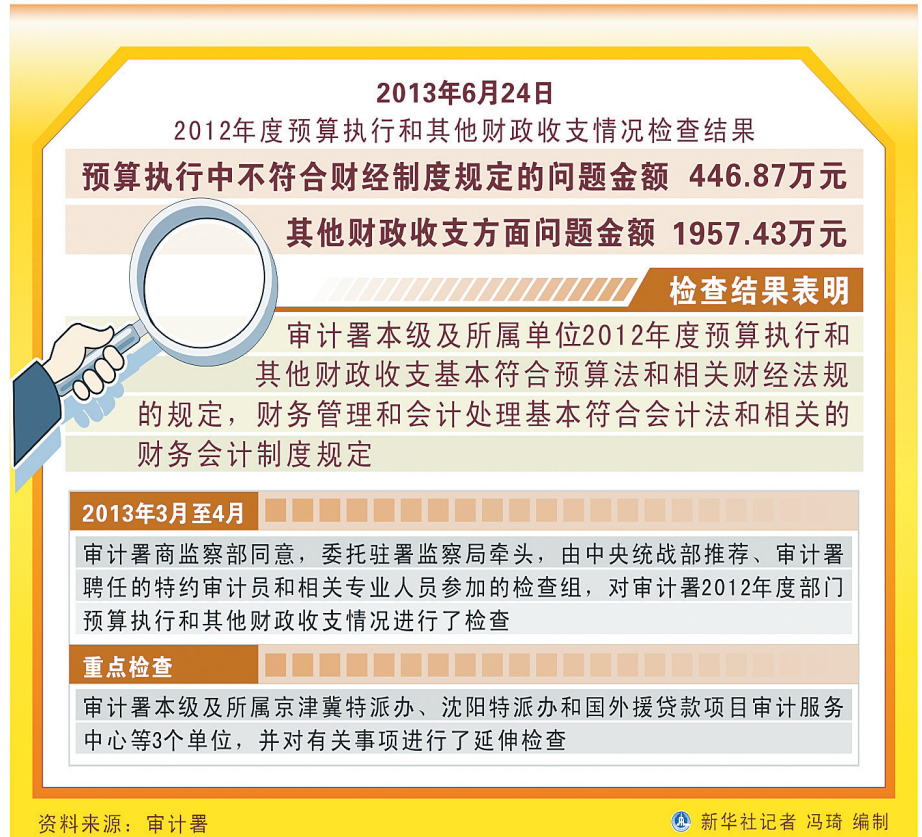 2013年6月24日
2012年度预算执行和其他财政收支情况检查结果
预算执行中不符合财经制度规定的问题金额 446.87万元
其他财政收支方面问题金额 1957.43万元
检查结果表明
审计署本级及所属单位2012年度预算执行和
其他财政收支基本符合预算法和相关财经法规
的规定，财务管理和会计处理基本符合会计法和相关的
财务会计制度规定
2013年3月至4月
审计署商监察部同意，委托驻署监察局牵头，由中央统战部推荐、审计署
聘任的特约审计员和相关专业人员参加的检查组，对审计署2012年度部门
预算执行和其他财政收支情况进行了检查
重点检查
审计署本级及所属京津冀特派办、沈阳特派办和国外援贷款项目审计服务
中心等3个单位，并对有关事项进行了延伸检查
资料来源：审计署
新华社记者 冯琦 编制